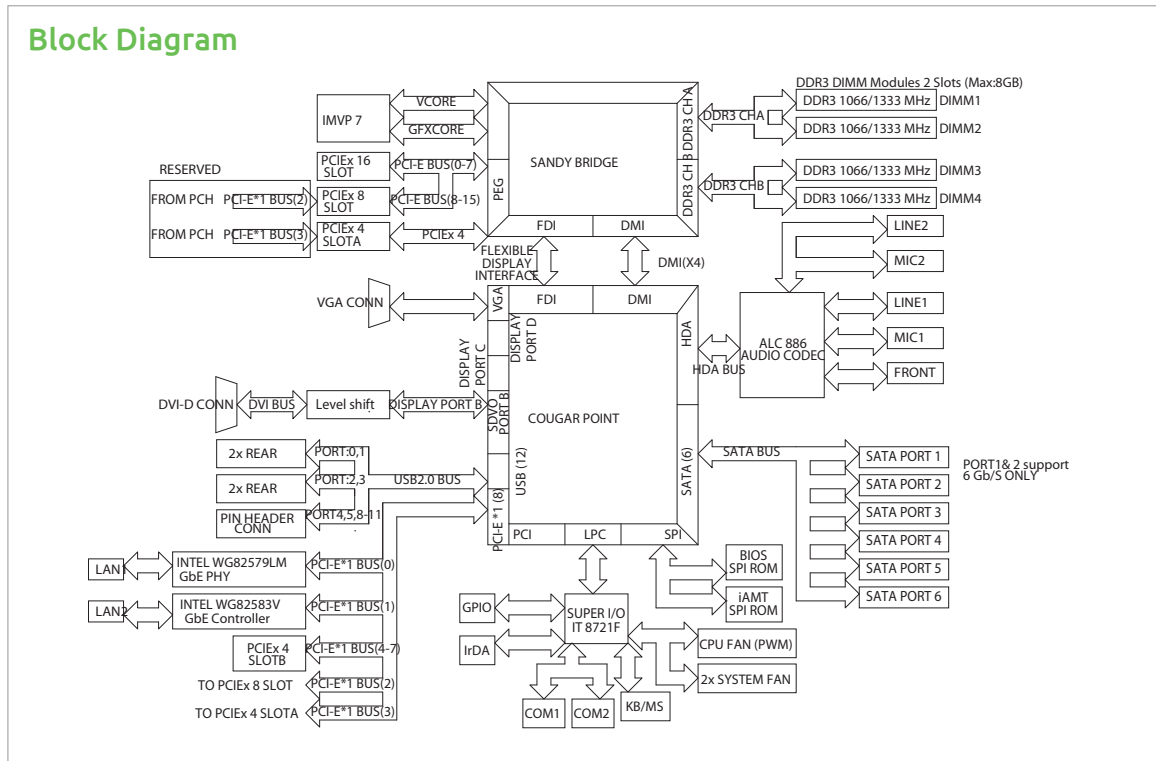 Block Diagram
DDR3 DIMM Modules 2 Slots (Max:8GB)
IMVP 7
VCORE
GFXCORE
DDR3 CH A
DDR3 CHA
DDR3 1066/1333 MHz
DIMM1
DDR3 1066/1333 MHz
DIMM2
SANDY BRIDGE
RESERVED
PCIEx 16
SLOT
PCI-E BUS(0-7)
PEG
DDR3 CH B
DDR3 CHB
DDR3 1066/1333 MHz
DIMM3
DDR3 1066/1333 MHz
DIMM4
FROM PCH
PCI-E*1 BUS(2)
PCIEx 8
SLOT
PCI-E BUS(8-15)
FROM PCH
PCI-E*1 BUS(3)
PCIEx 4
SLOTA
PCIEx 4
FDI
DMI
FLEXIBLE
DISPLAY
INTERFACE
DMI(X4)
LINE2
MIC2
VGA CONN
VGA
FDI
DMI
HDA
HDA BUS
ALC 886
AUDIO CODEC
LINE1
MIC1
FRONT
DISPLAY
PORT D
DISPLAY
PORT C
DVI-D CONN
DVI BUS
Level shift
DISPLAY PORT B
SDVO
PORT B
COUGAR POINT
2x REAR
PORT:0,1
2x REAR
PORT:2,3
USB2.0 BUS
USB (12)
PIN HEADER
CONN
PORT4,5,8-11
PCI-E *1 (8)
PCI
LPC
SPI
SATA (6)
SATA BUS
SATA PORT 1
SATA PORT 2
SATA PORT 3
SATA PORT 4
SATA PORT 5
SATA PORT 6
PORT1& 2 support
6 Gb/S ONLY
LAN1
INTEL WG82579LM
GbE PHY
PCI-E*1 BUS(0)
LAN2
INTEL WG82583V
GbE Controller
PCI-E*1 BUS(1)
PCIEx 4
SLOTB
PCI-E*1 BUS(4-7)
TO PCIEx 8 SLOT
PCI-E*1 BUS(2)
TO PCIEx 4 SLOTA
PCI-E*1 BUS(3)
BIOS
SPI ROM
iAMT
SPI ROM
GPIO
IrDA
SUPER I/O
IT 8721F
CPU FAN (PWM)
2x SYSTEM FAN
COM1
COM2
KB/MS